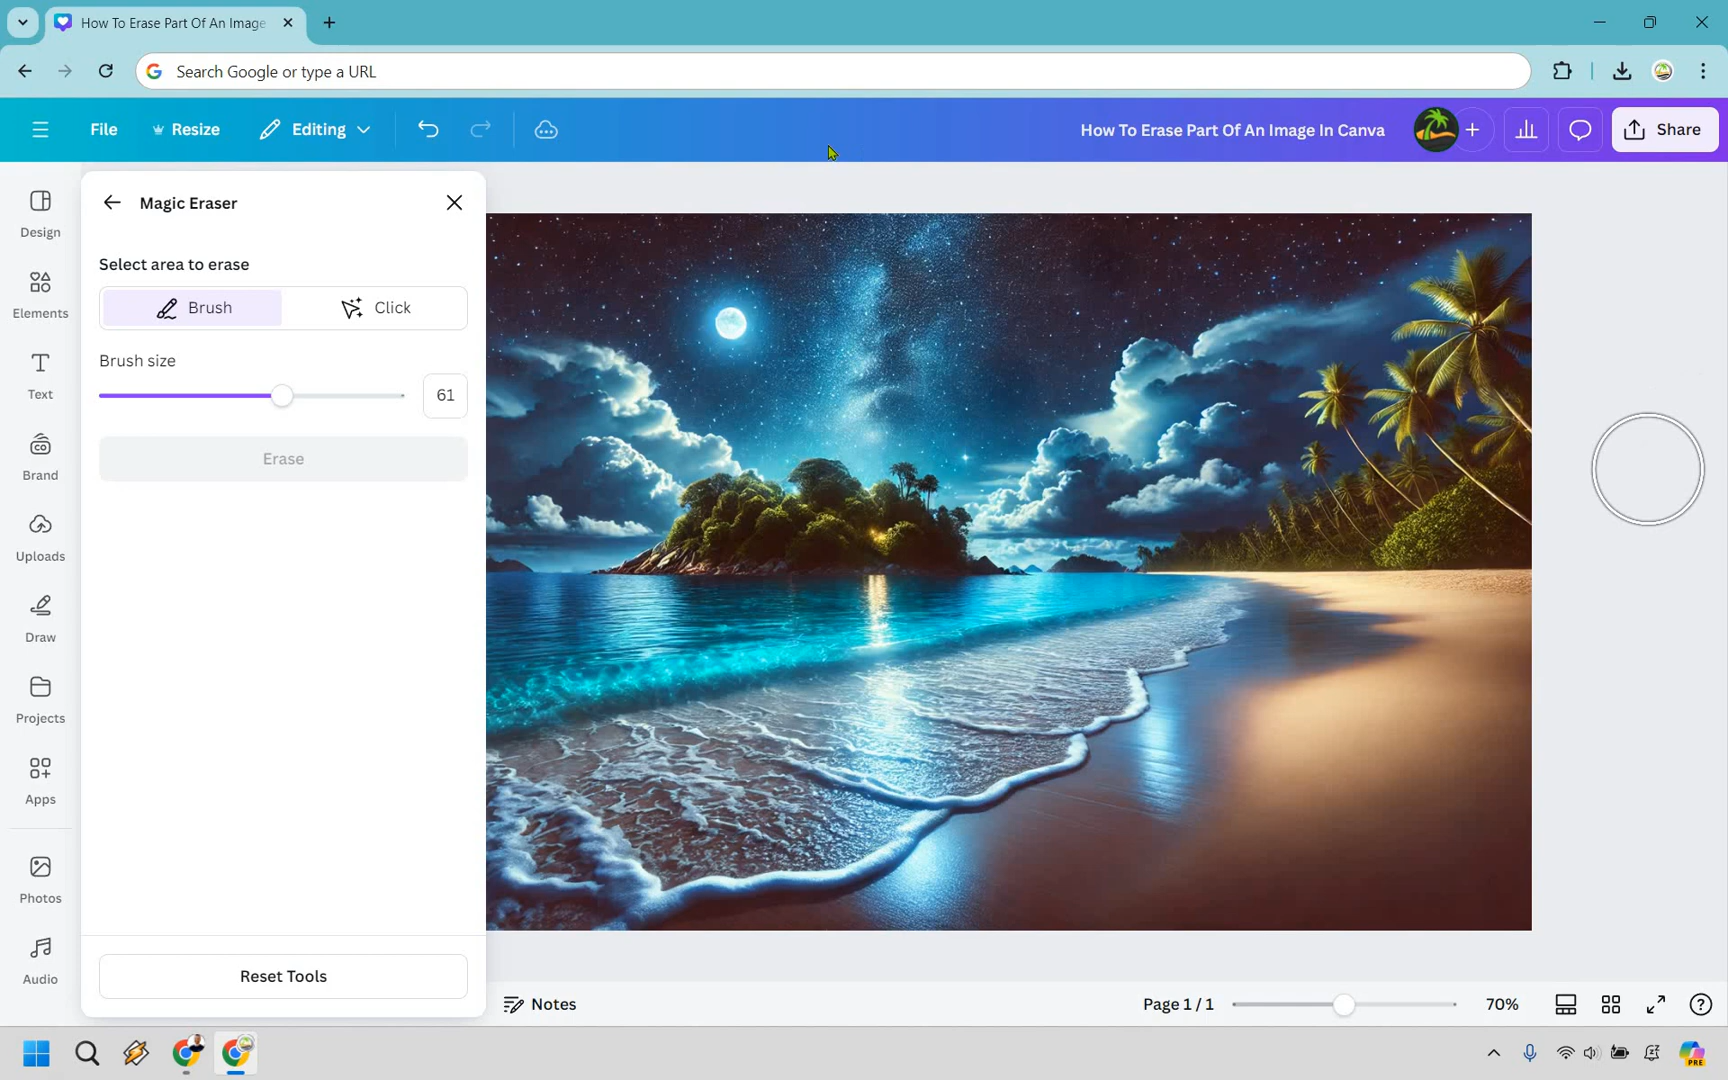 How To Erase Part Of An Image
Search Google or type a URL
File
Resize
Editing
How To Erase Part Of An Image In Canva
Share
Design
Elements
Text
Brand
Uploads
Draw
Projects
Apps
Photos
Audio
Magic Eraser
Select area to erase
Brush
Click
Brush size
61
Erase
Reset Tools
Notes
Page 1 / 1
70%
PRE